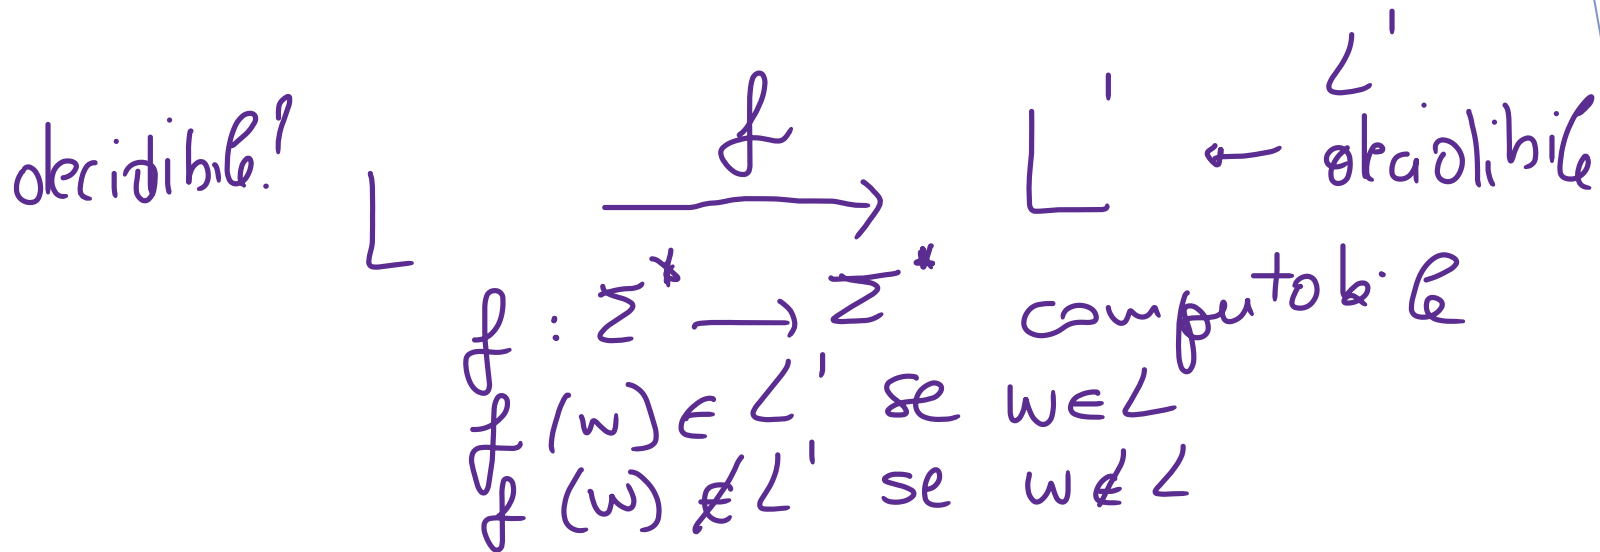 L'
decidibile? L f→ L' ← decidibile
f : Σ* → Σ* computabile
f (w) ∈ L' se w ∈ L
f (w) ∉ L' se w ∉ L